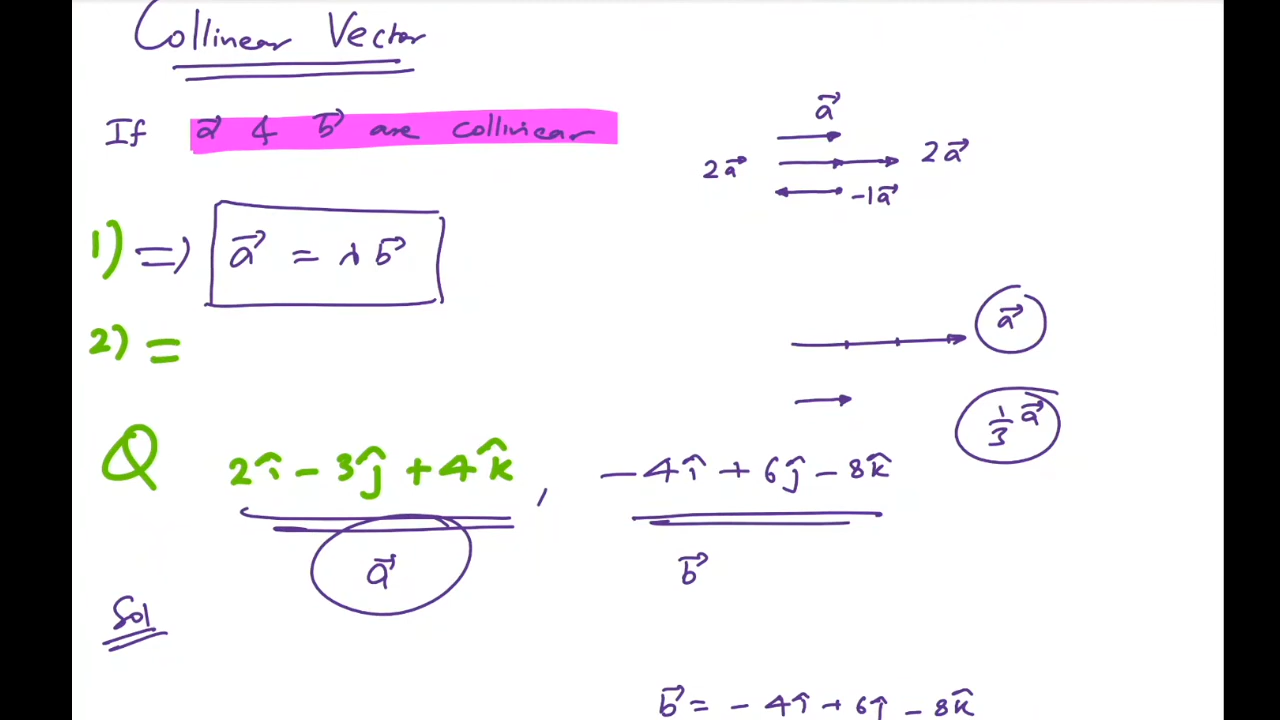 Collinear Vector
If a⃗ & b⃗ are collinear
a⃗
2a⃗ 2a⃗
-1a⃗
1) => a⃗ = λ b⃗
2) =
a⃗
1/3 a⃗
Q 2î - 3ĵ + 4k̂ , - 4î + 6ĵ - 8k̂
a⃗ b⃗
Sol
b⃗ = - 4î + 6ĵ - 8k̂